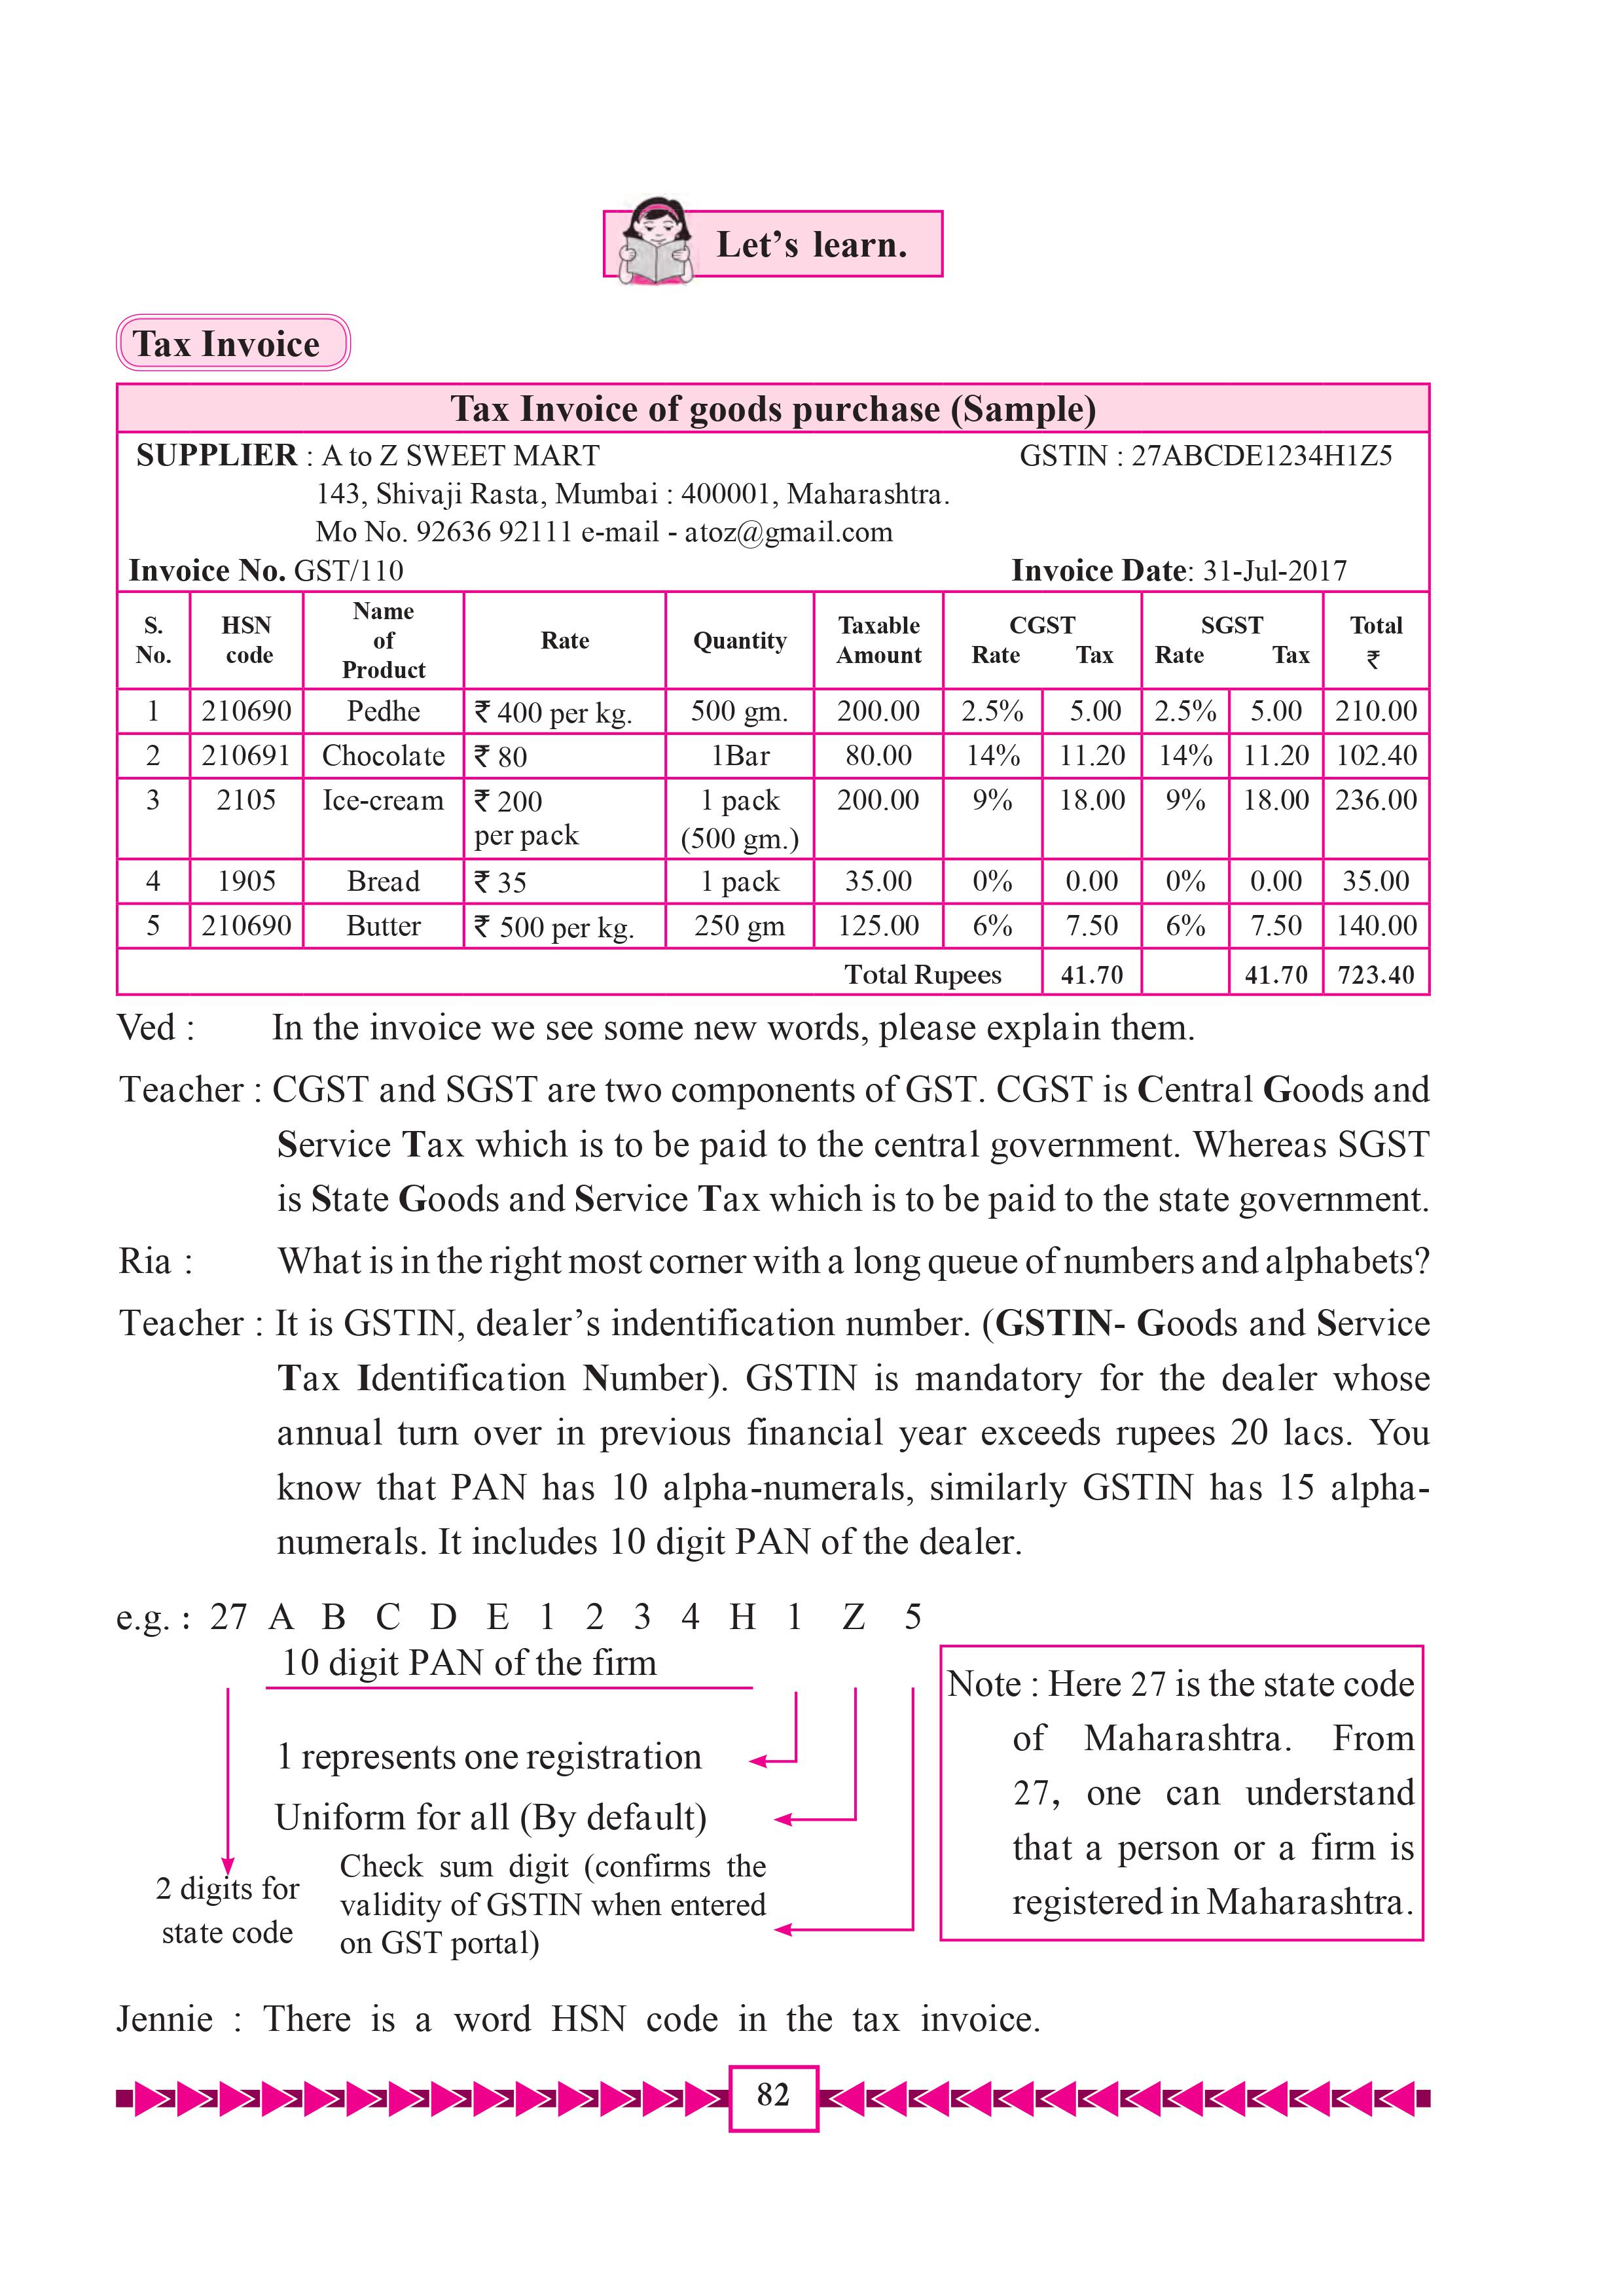 Let’s learn.
Tax Invoice
Tax Invoice of goods purchase (Sample)
SUPPLIER : A to Z SWEET MART GSTIN : 27ABCDE1234H1Z5
143, Shivaji Rasta, Mumbai : 400001, Maharashtra.
Mo No. 92636 92111 e-mail - atoz@gmail.com
Invoice No. GST/110 Invoice Date: 31-Jul-2017
S. No. HSN code Name of Product Rate Quantity Taxable Amount CGST Rate Tax SGST Rate Tax Total ₹
1 210690 Pedhe ₹ 400 per kg. 500 gm. 200.00 2.5% 5.00 2.5% 5.00 210.00
2 210691 Chocolate ₹ 80 1Bar 80.00 14% 11.20 14% 11.20 102.40
3 2105 Ice-cream ₹ 200 1 pack 200.00 9% 18.00 9% 18.00 236.00
per pack (500 gm.)
4 1905 Bread ₹ 35 1 pack 35.00 0% 0.00 0% 0.00 35.00
5 210690 Butter ₹ 500 per kg. 250 gm 125.00 6% 7.50 6% 7.50 140.00
Total Rupees 41.70 41.70 723.40
Ved : In the invoice we see some new words, please explain them.
Teacher : CGST and SGST are two components of GST. CGST is Central Goods and
Service Tax which is to be paid to the central government. Whereas SGST
is State Goods and Service Tax which is to be paid to the state government.
Ria : What is in the right most corner with a long queue of numbers and alphabets?
Teacher : It is GSTIN, dealer’s indentification number. (GSTIN- Goods and Service
Tax Identification Number). GSTIN is mandatory for the dealer whose
annual turn over in previous financial year exceeds rupees 20 lacs. You
know that PAN has 10 alpha-numerals, similarly GSTIN has 15 alpha-
numerals. It includes 10 digit PAN of the dealer.
e.g. : 27 A B C D E 1 2 3 4 H 1 Z 5
10 digit PAN of the firm
1 represents one registration
Uniform for all (By default)
Check sum digit (confirms the
validity of GSTIN when entered
on GST portal)
2 digits for
state code
Note : Here 27 is the state code
of Maharashtra. From
27, one can understand
that a person or a firm is
registered in Maharashtra.
Jennie : There is a word HSN code in the tax invoice.
82